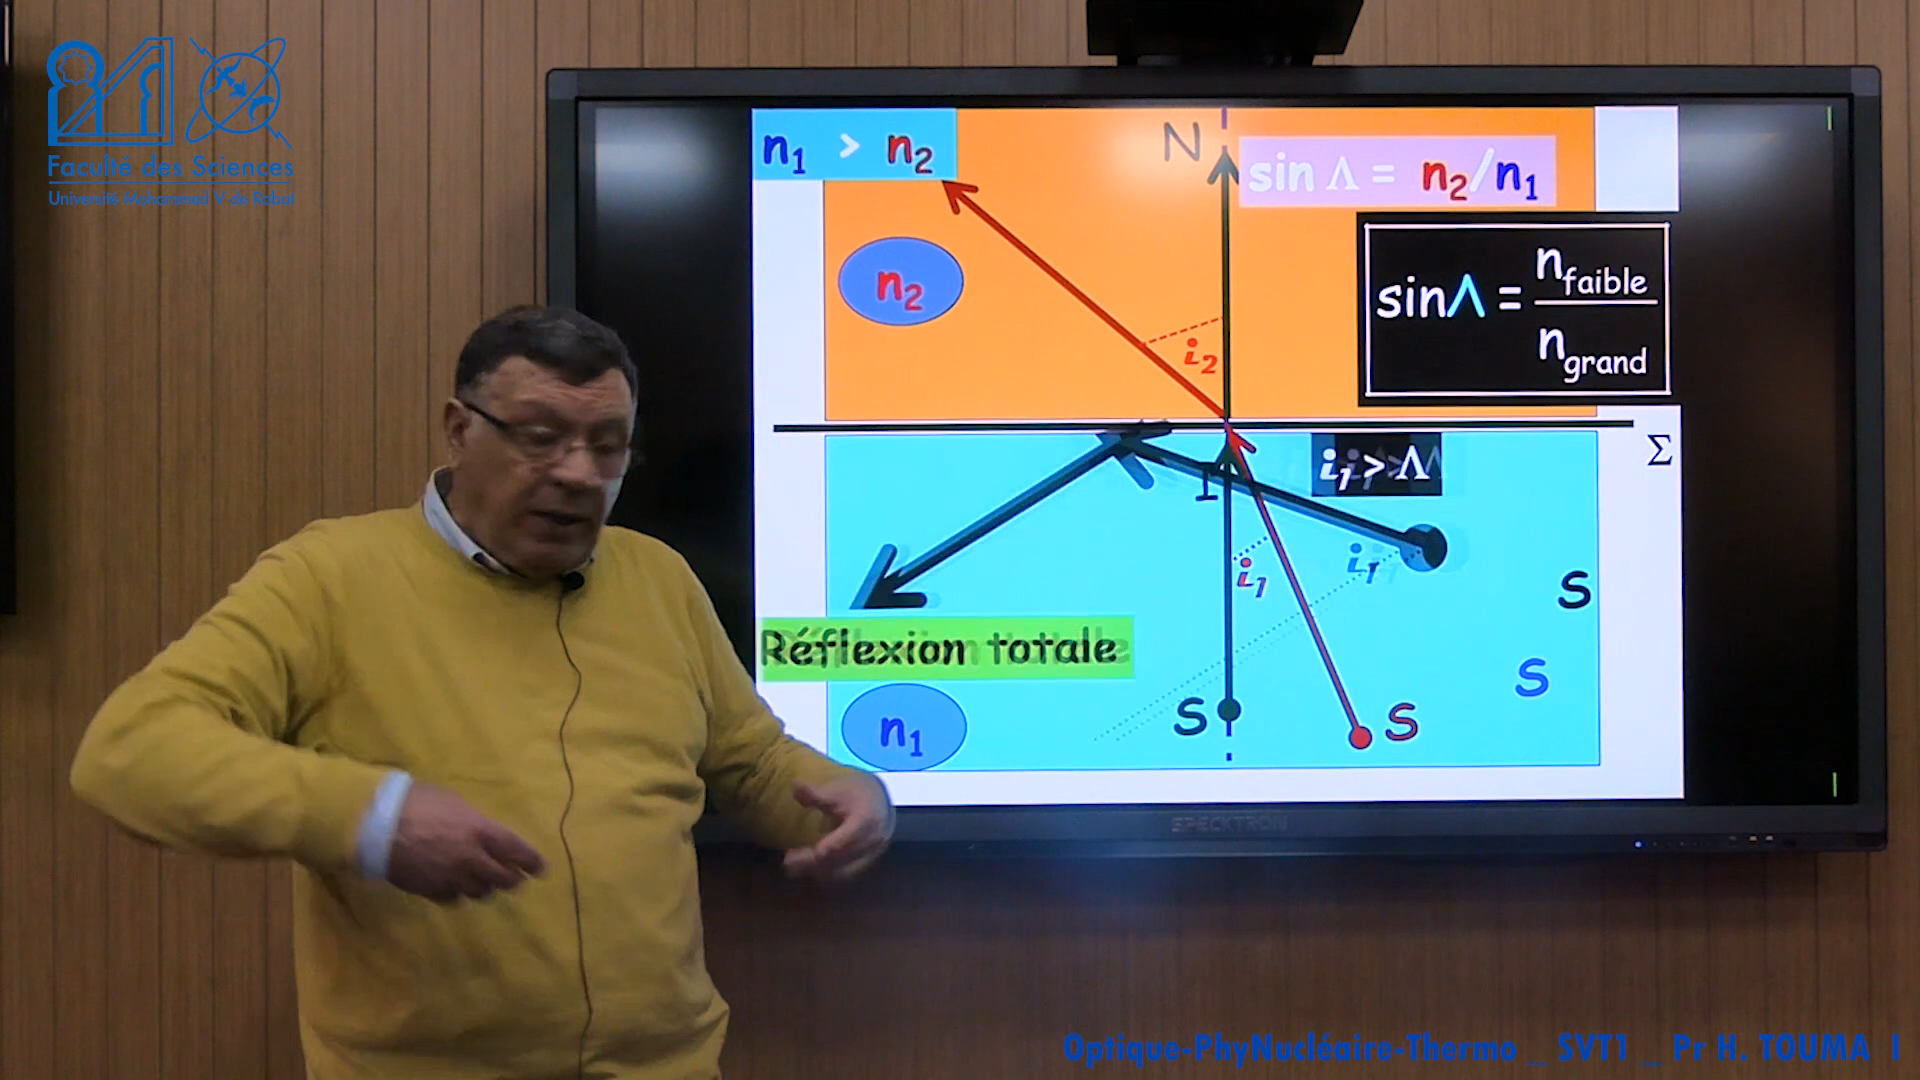 Faculté des Sciences
Université Mohammed V de Rabat
n1 > n2
N
sin Λ = n2/n1
n2
sinΛ = nfaible/ngrand
i2
Σ
i1 > Λ
I
i1
i1
S
Réflexion totale
S
S
S
n1
SPECKTRON
Optique-PhyNucléaire-Thermo _ SVT1 _ Pr H. TOUMA I